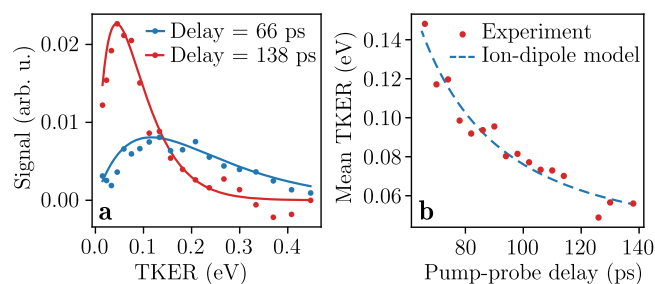 Delay = 66 ps
Delay = 138 ps
Signal (arb. u.)
0.02
0.01
0.00
a
0.0 0.1 0.2 0.3 0.4
TKER (eV)
Experiment
Ion-dipole model
Mean TKER (eV)
0.14
0.12
0.10
0.08
0.06
b
80 100 120 140
Pump-probe delay (ps)